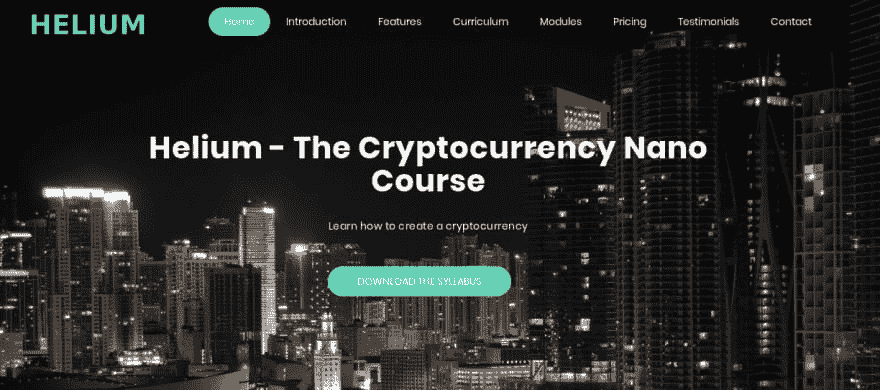 HELIUM
Home Introduction Features Curriculum Modules Pricing Testimonials Contact
Helium - The Cryptocurrency Nano
Course
Learn how to create a cryptocurrency
DOWNLOAD THE SYLLABUS